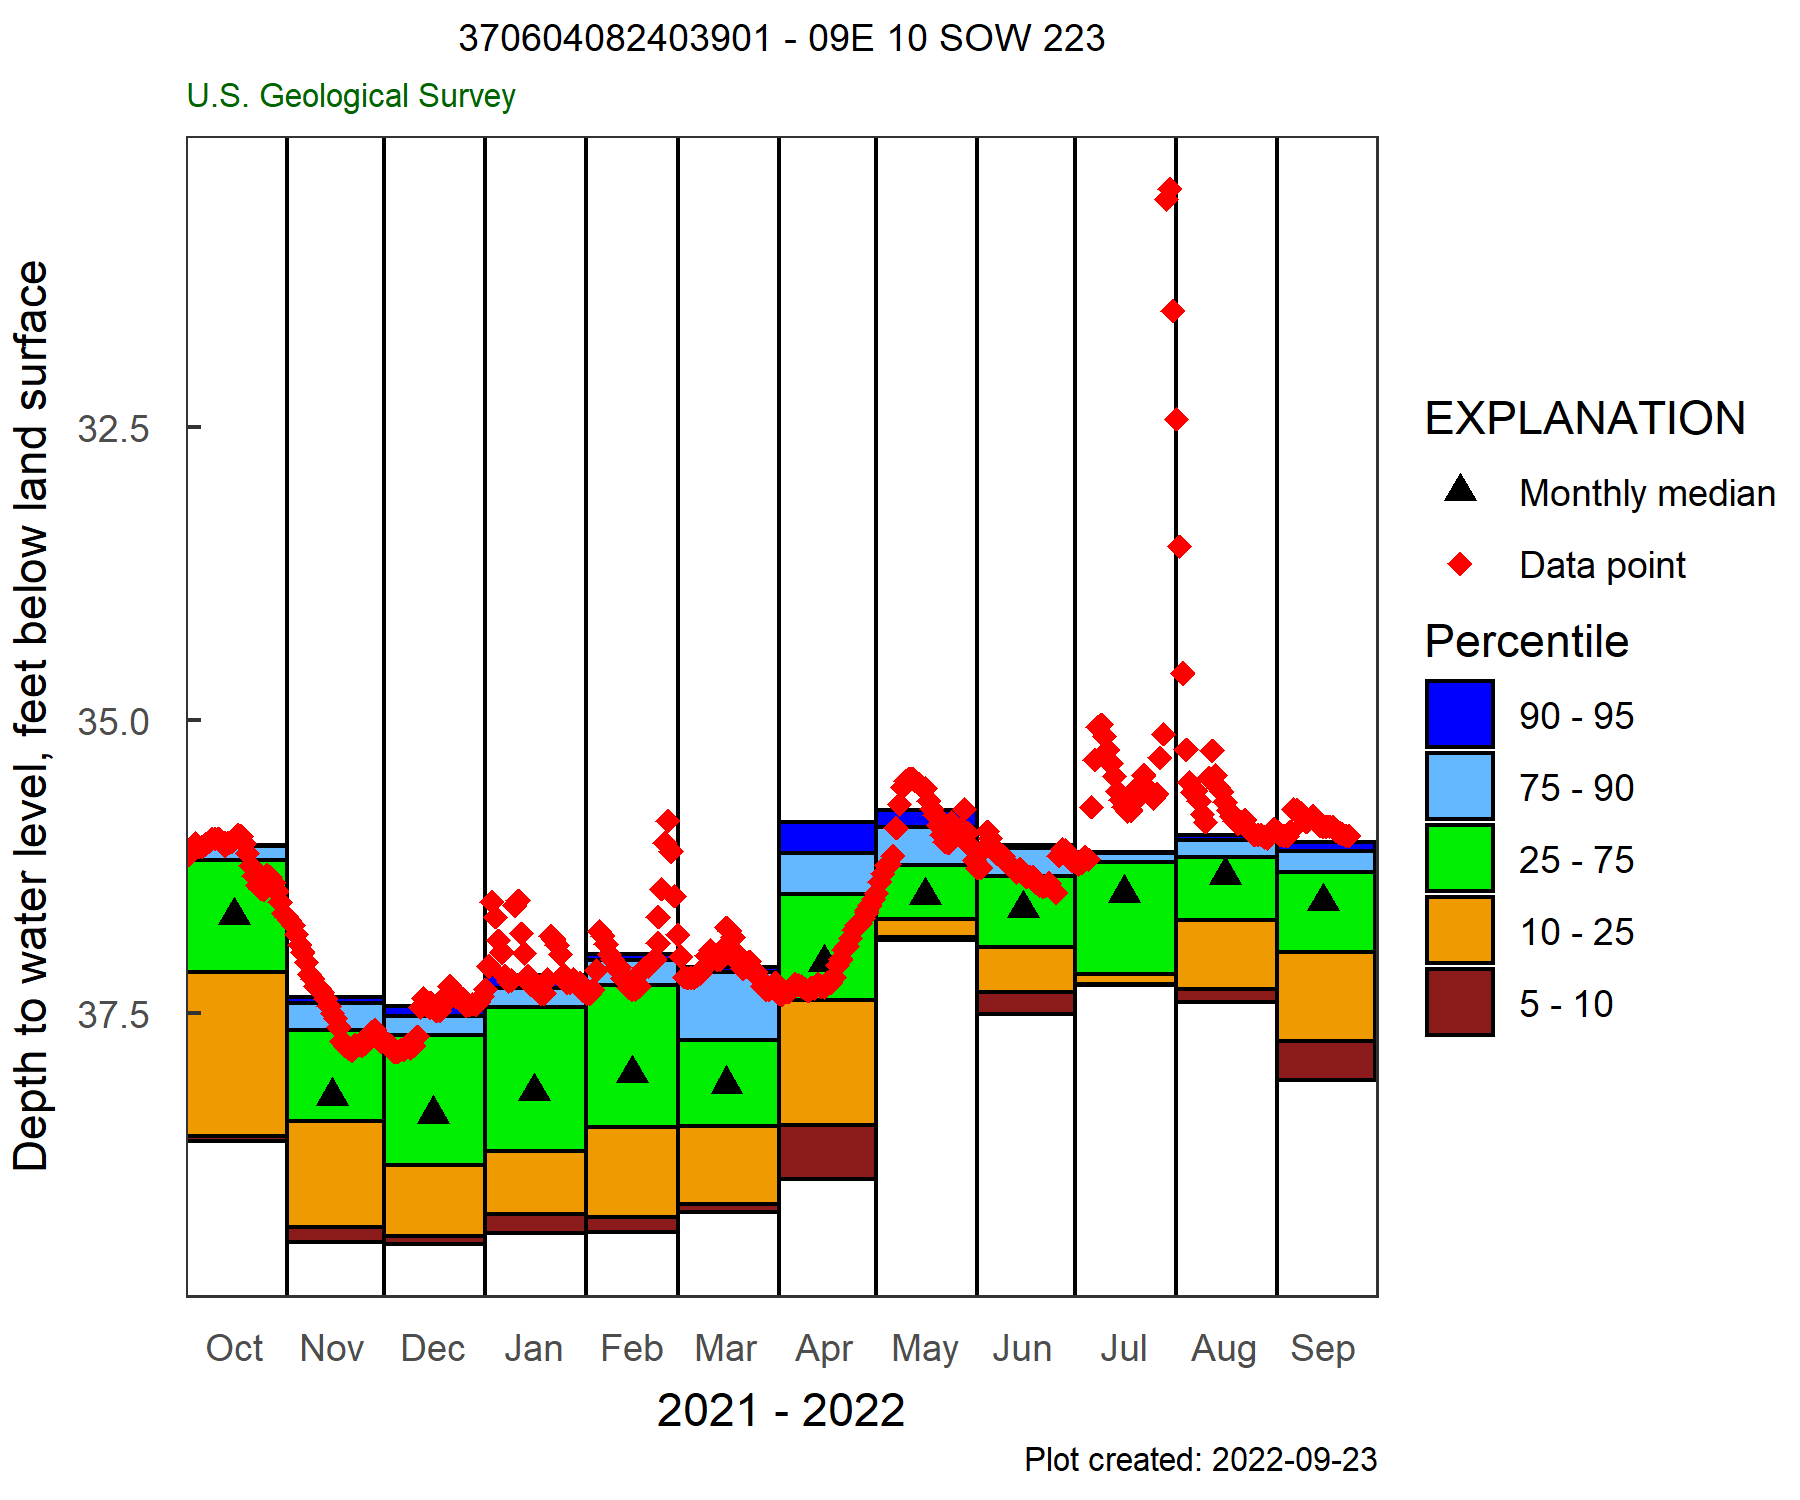 370604082403901 - 09E 10 SOW 223
U.S. Geological Survey
Depth to water level, feet below land surface
32.5
35.0
37.5
Oct Nov Dec Jan Feb Mar Apr May Jun Jul Aug Sep
2021 - 2022
Plot created: 2022-09-23
EXPLANATION
Monthly median
Data point
Percentile
90 - 95
75 - 90
25 - 75
10 - 25
5 - 10